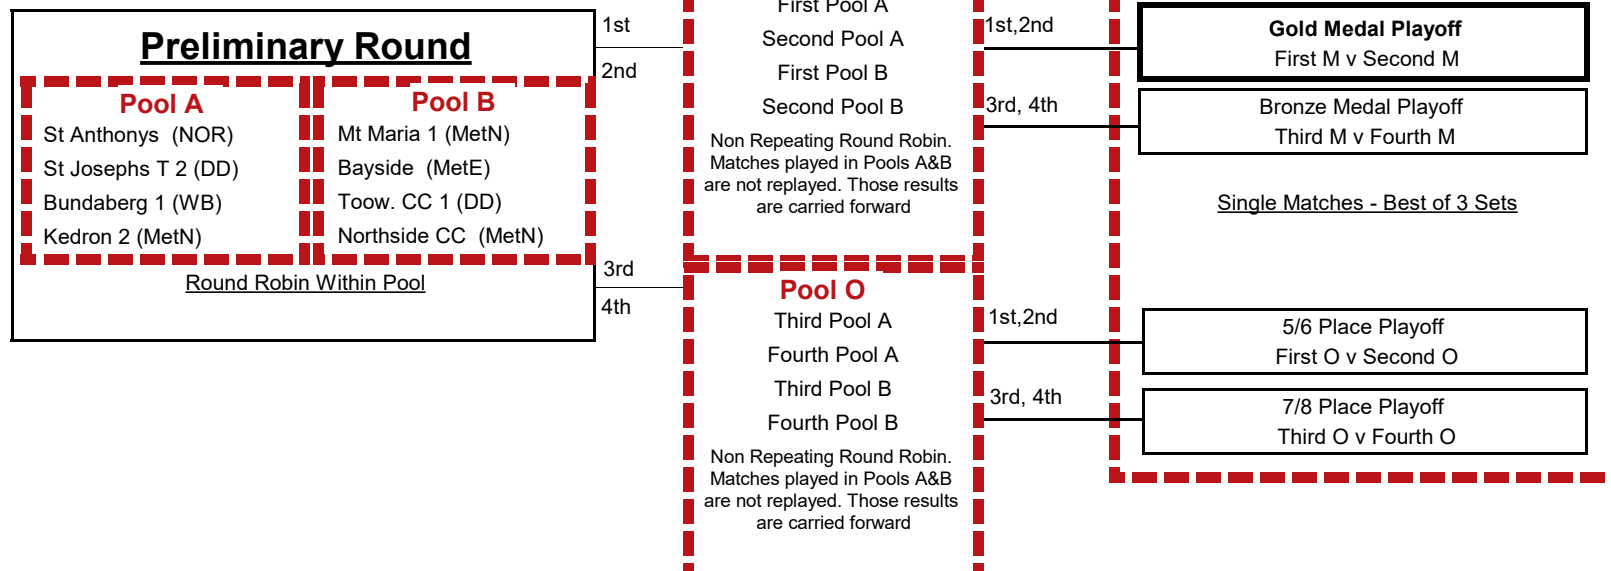 Preliminary Round
Pool A
St Anthonys  (NOR)
St Josephs T 2 (DD)
Bundaberg 1 (WB)
Kedron 2 (MetN)
Pool B
Mt Maria 1 (MetN)
Bayside  (MetE)
Toow. CC 1 (DD)
Northside CC  (MetN)
Round Robin Within Pool
1st
2nd
3rd
4th
First Pool A
Second Pool A
First Pool B
Second Pool B
Non Repeating Round Robin.
Matches played in Pools A&B
are not replayed. Those results
are carried forward
Pool O
Third Pool A
Fourth Pool A
Third Pool B
Fourth Pool B
Non Repeating Round Robin.
Matches played in Pools A&B
are not replayed. Those results
are carried forward
1st,2nd
3rd, 4th
1st,2nd
3rd, 4th
Gold Medal Playoff
First M v Second M
Bronze Medal Playoff
Third M v Fourth M
Single Matches - Best of 3 Sets
5/6 Place Playoff
First O v Second O
7/8 Place Playoff
Third O v Fourth O